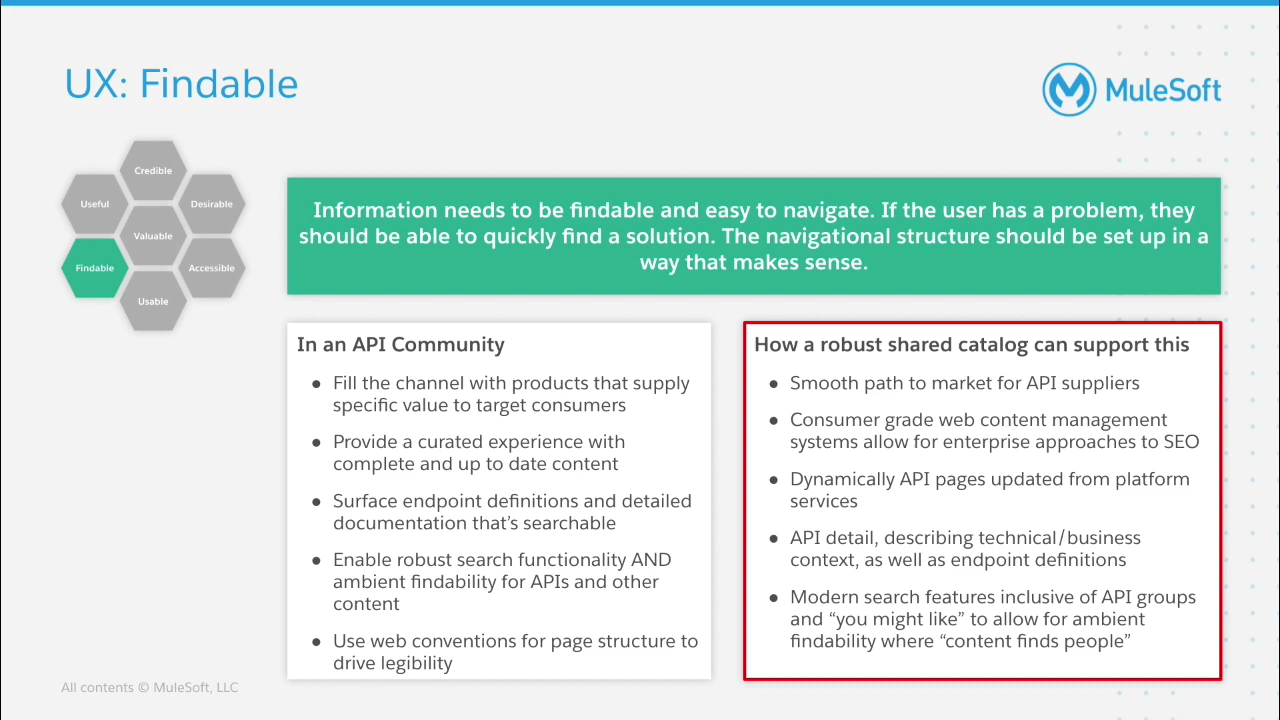 UX: Findable
MuleSoft
Credible
Useful
Desirable
Valuable
Findable
Accessible
Usable
Information needs to be findable and easy to navigate. If the user has a problem, they
should be able to quickly find a solution. The navigational structure should be set up in a
way that makes sense.
In an API Community
● Fill the channel with products that supply
specific value to target consumers
● Provide a curated experience with
complete and up to date content
● Surface endpoint definitions and detailed
documentation that’s searchable
● Enable robust search functionality AND
ambient findability for APIs and other
content
● Use web conventions for page structure to
drive legibility
How a robust shared catalog can support this
● Smooth path to market for API suppliers
● Consumer grade web content management
systems allow for enterprise approaches to SEO
● Dynamically API pages updated from platform
services
● API detail, describing technical/business
context, as well as endpoint definitions
● Modern search features inclusive of API groups
and “you might like” to allow for ambient
findability where “content finds people”
All contents © MuleSoft, LLC